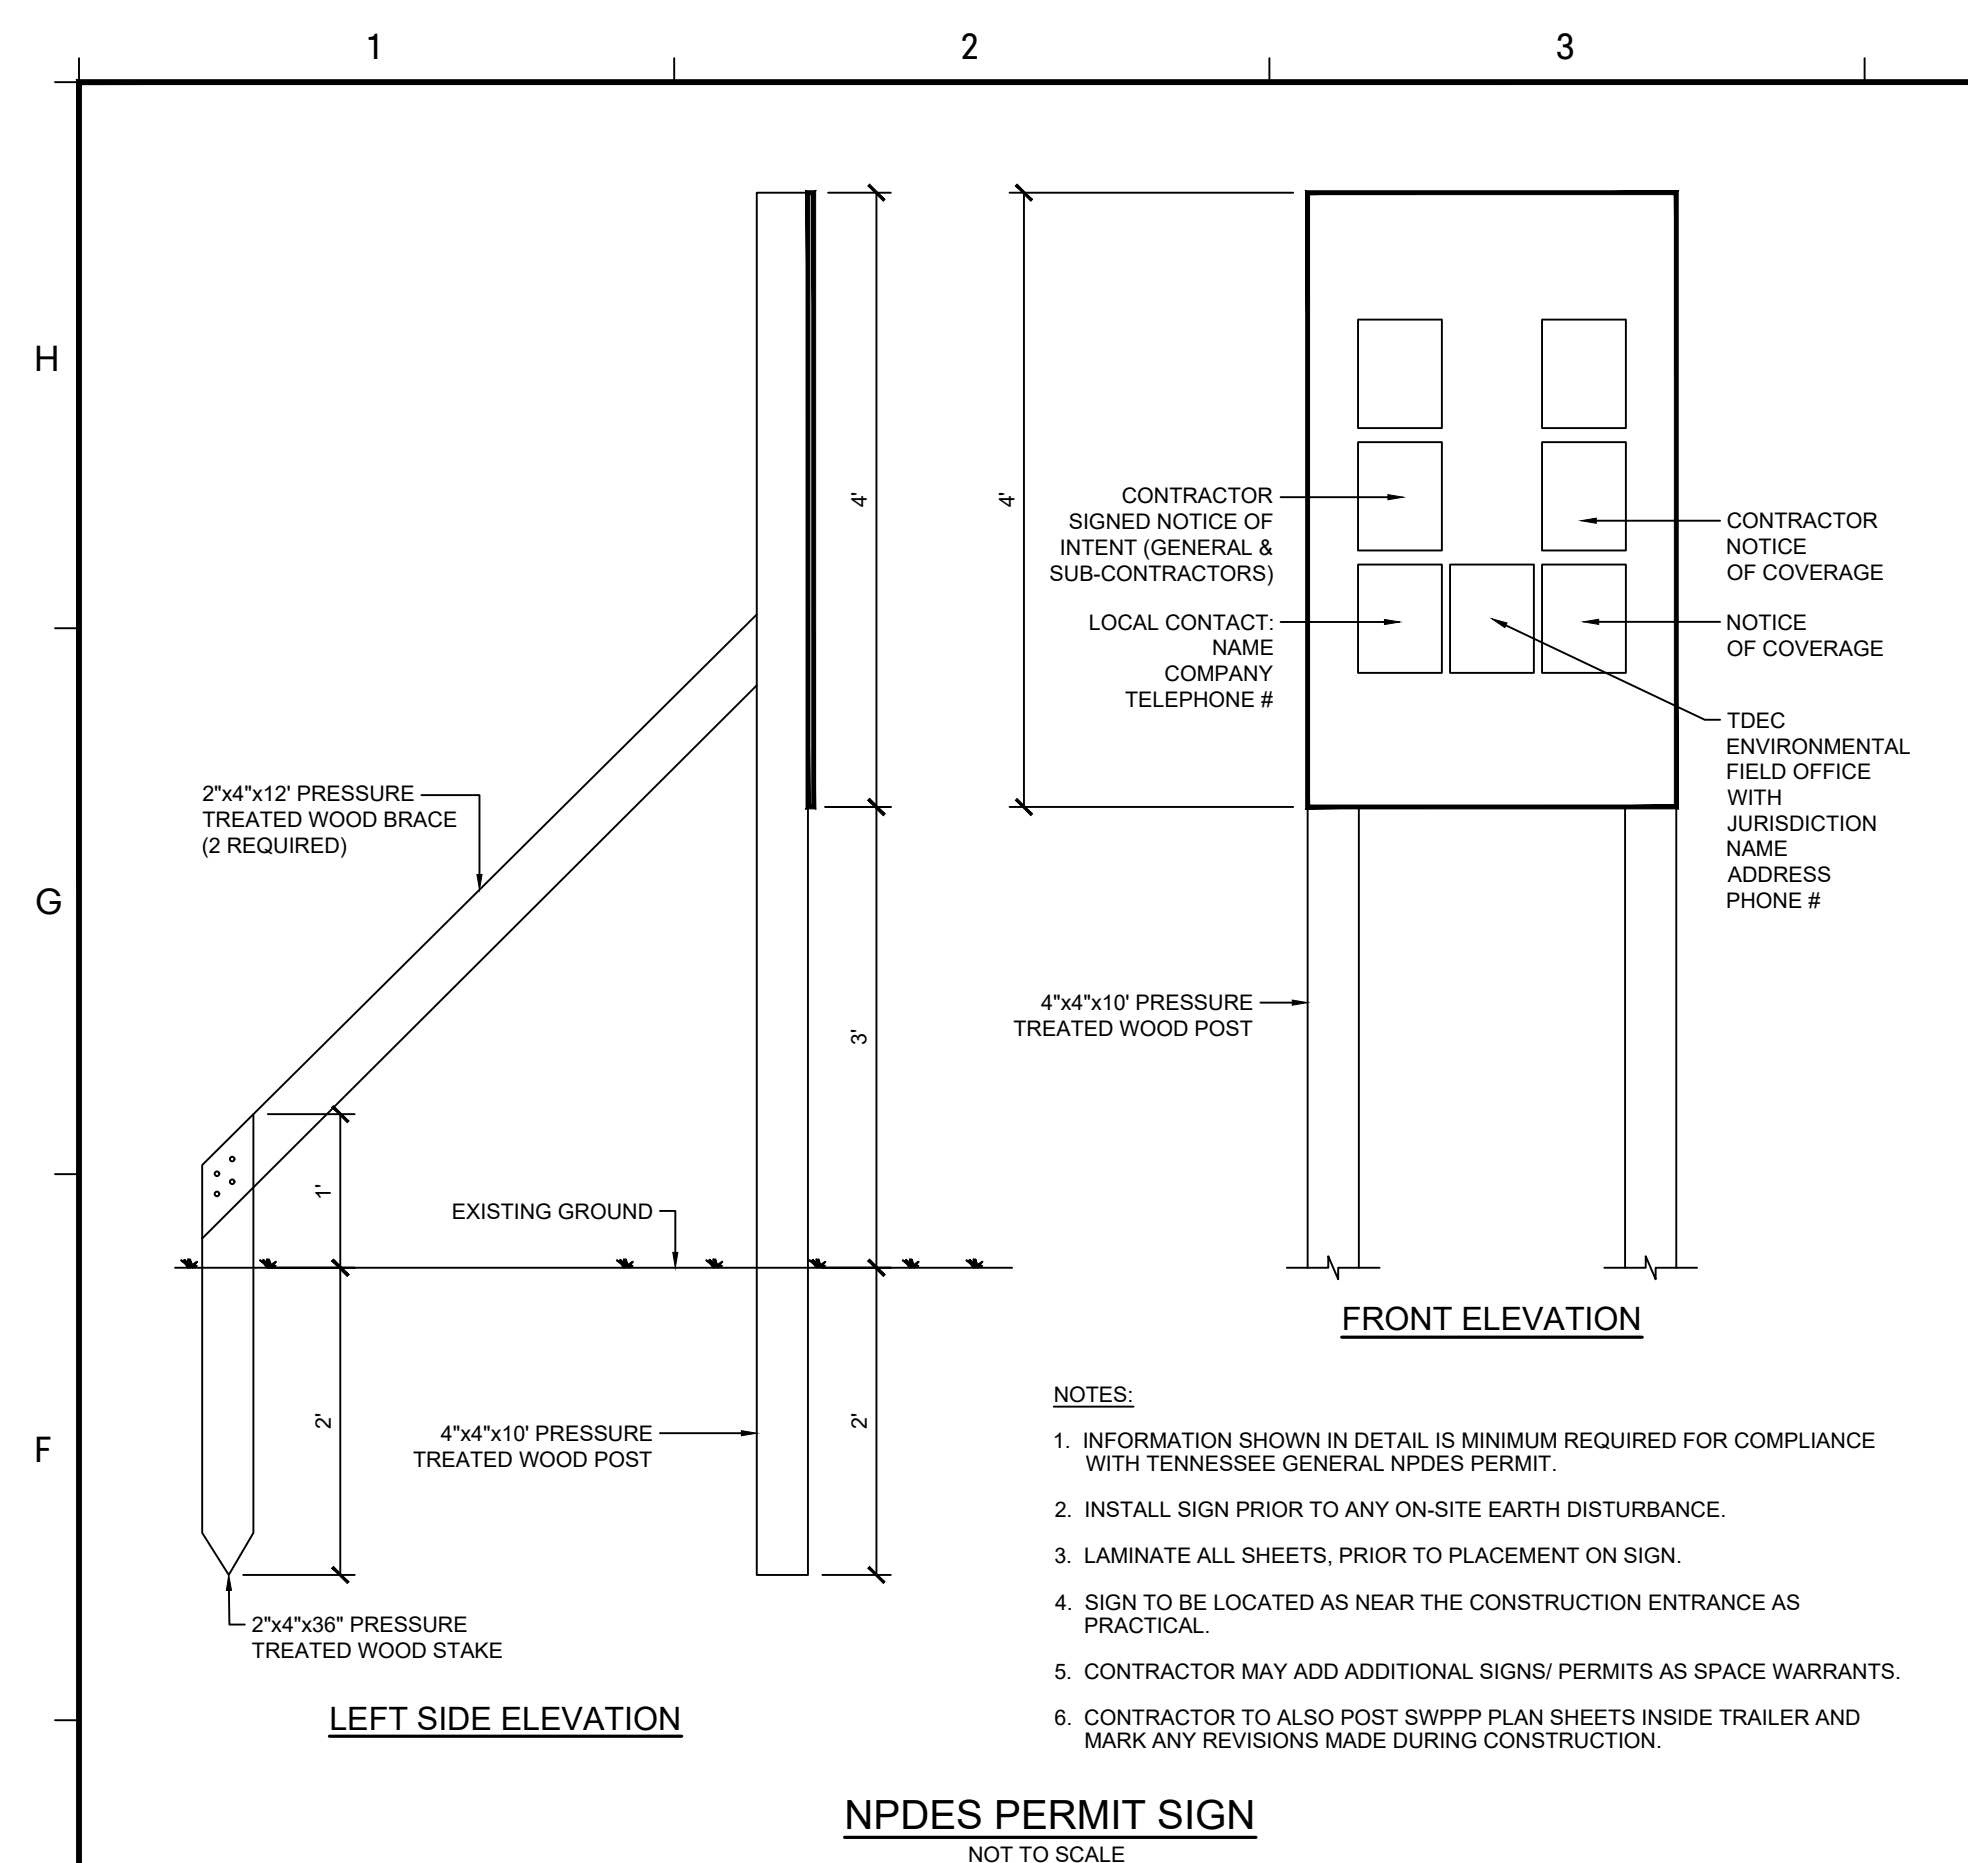 1 2 3
H
G
F
4'
3'
2'
1'
2'
4'
2"x4"x12' PRESSURE
TREATED WOOD BRACE
(2 REQUIRED)
EXISTING GROUND
4"x4"x10' PRESSURE
TREATED WOOD POST
2"x4"x36" PRESSURE
TREATED WOOD STAKE
LEFT SIDE ELEVATION
CONTRACTOR
SIGNED NOTICE OF
INTENT (GENERAL &
SUB-CONTRACTORS)
LOCAL CONTACT:
NAME
COMPANY
TELEPHONE #
CONTRACTOR
NOTICE
OF COVERAGE
NOTICE
OF COVERAGE
TDEC
ENVIRONMENTAL
FIELD OFFICE
WITH
JURISDICTION
NAME
ADDRESS
PHONE #
4"x4"x10' PRESSURE
TREATED WOOD POST
FRONT ELEVATION
NOTES:
1. INFORMATION SHOWN IN DETAIL IS MINIMUM REQUIRED FOR COMPLIANCE
WITH TENNESSEE GENERAL NPDES PERMIT.
2. INSTALL SIGN PRIOR TO ANY ON-SITE EARTH DISTURBANCE.
3. LAMINATE ALL SHEETS, PRIOR TO PLACEMENT ON SIGN.
4. SIGN TO BE LOCATED AS NEAR THE CONSTRUCTION ENTRANCE AS
PRACTICAL.
5. CONTRACTOR MAY ADD ADDITIONAL SIGNS/ PERMITS AS SPACE WARRANTS.
6. CONTRACTOR TO ALSO POST SWPPP PLAN SHEETS INSIDE TRAILER AND
MARK ANY REVISIONS MADE DURING CONSTRUCTION.
NPDES PERMIT SIGN
NOT TO SCALE